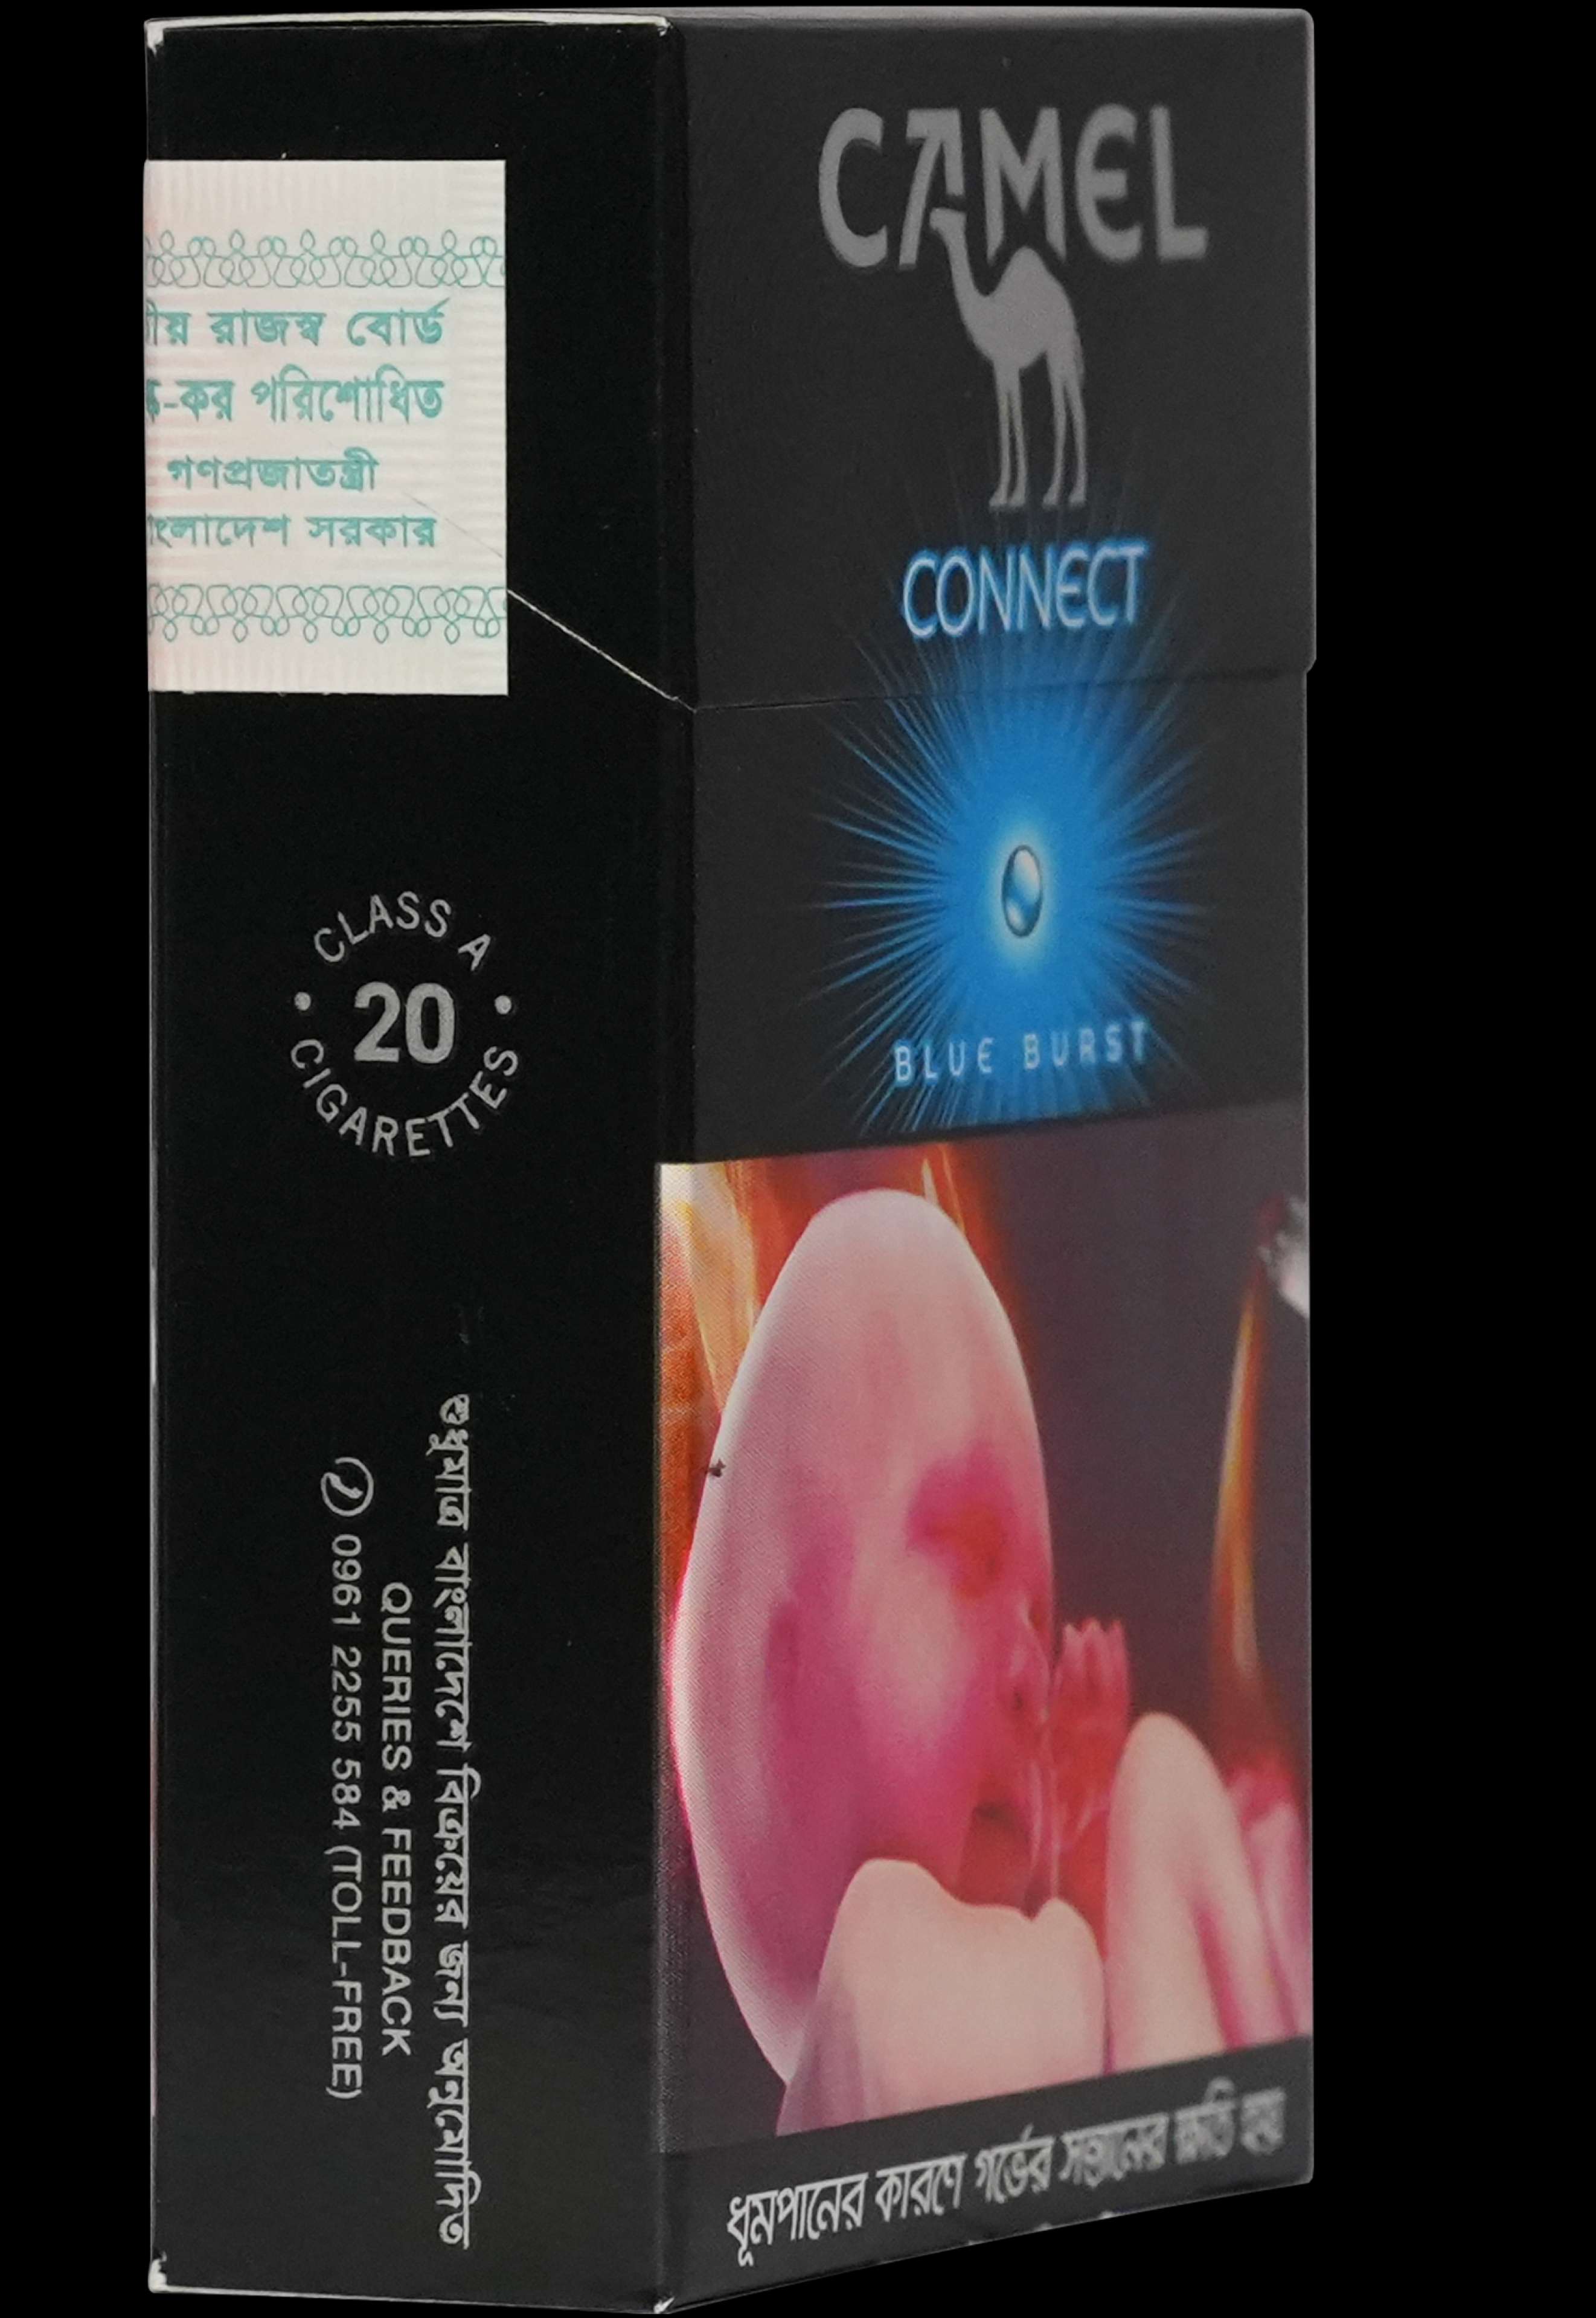 রাজস্ব বোর্ড
-কর পরিশোধিত
গণপ্রজাতন্ত্রী
সরকার
CLASS A
20
CIGARETTES
শুধুমাত্র বাংলাদেশে বিক্রয়ের জন্য অনুমোদিত
QUERIES & FEEDBACK
0961 2255 584 (TOLL-FREE)
CAMEL
CONNECT
BLUE BURST
ধূমপানের কারণে গর্ভের সন্তানের ক্ষতি হয়